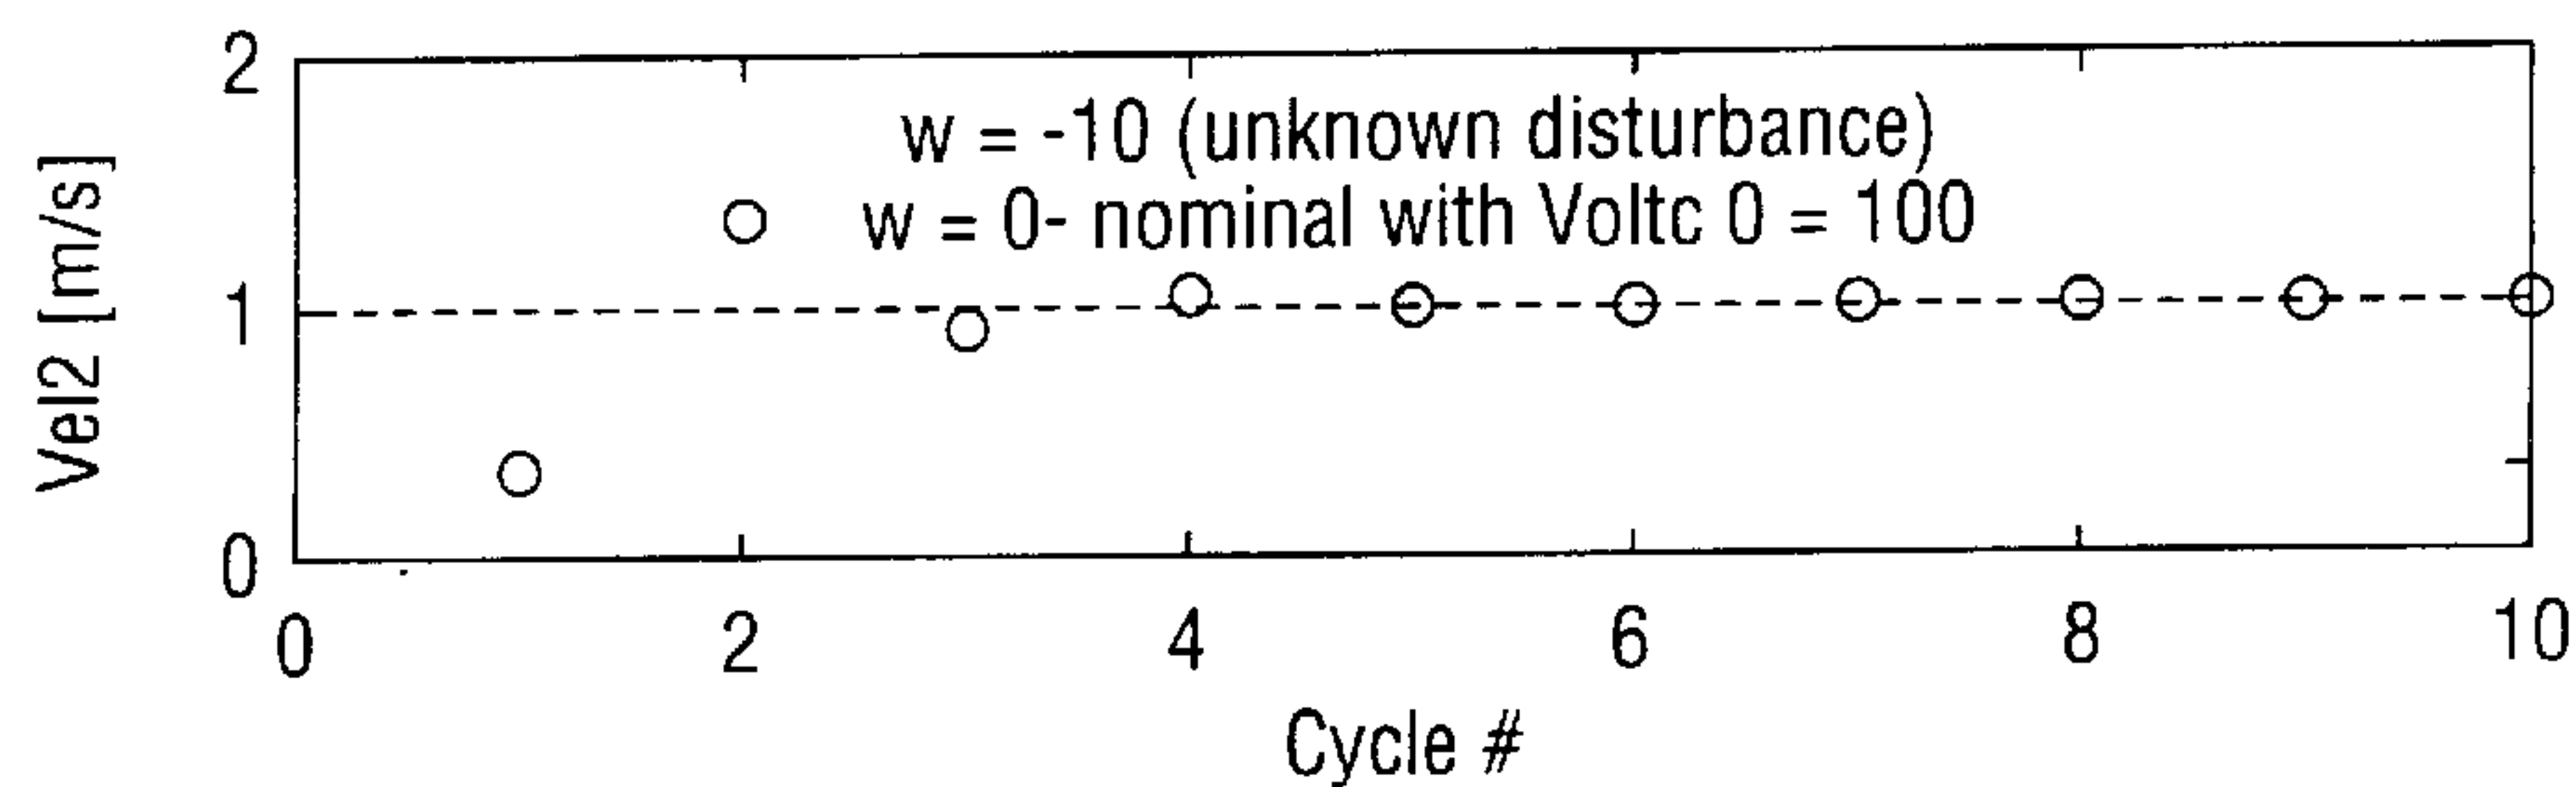 2
w = -10 (unknown disturbance)
w = 0- nominal with Voltc 0 = 100
1
Vel2 [m/s]
0
0 2 4 6 8 10
Cycle #